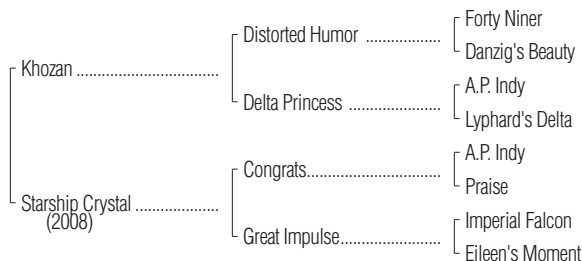 Forty Niner
Distorted Humor ..................
Danzig's Beauty
Khozan ...................................
A.P. Indy
Delta Princess ......................
Lyphard's Delta
A.P. Indy
Congrats..............................
Praise
Starship Crystal .....................
(2008)
Imperial Falcon
Great Impulse.....................
Eileen's Moment